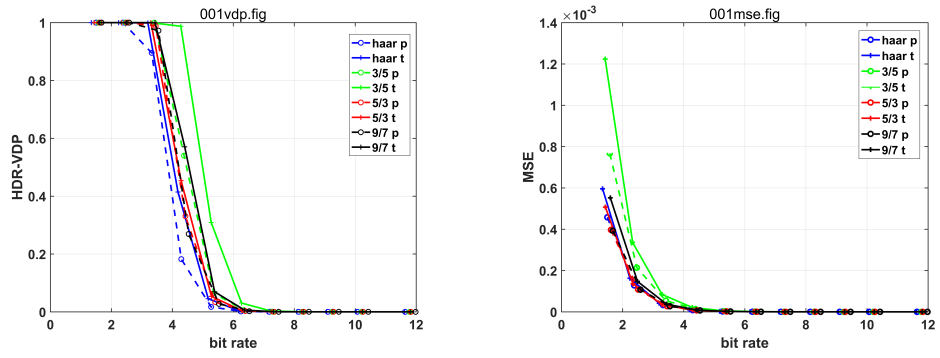 001vdp.fig
HDR-VDP
1
0.8
0.6
0.4
0.2
0
0 2 4 6 8 10 12
bit rate
haar p
haar t
3/5 p
3/5 t
5/3 p
5/3 t
9/7 p
9/7 t
001mse.fig
×10⁻³
MSE
1.4
1.2
1
0.8
0.6
0.4
0.2
0
0 2 4 6 8 10 12
bit rate
haar p
haar t
3/5 p
3/5 t
5/3 p
5/3 t
9/7 p
9/7 t